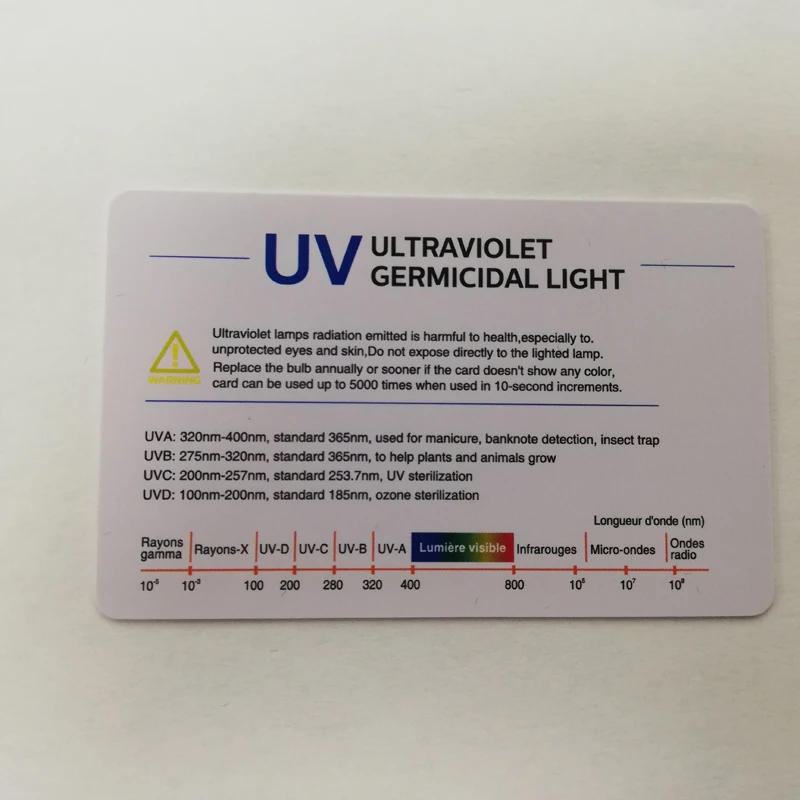 UV ULTRAVIOLET
GERMICIDAL LIGHT
WARNING
Ultraviolet lamps radiation emitted is harmful to health,especially to.
unprotected eyes and skin,Do not expose directly to the lighted lamp.
Replace the bulb annually or sooner if the card doesn't show any color,
card can be used up to 5000 times when used in 10-second increments.
UVA: 320nm-400nm, standard 365nm, used for manicure, banknote detection, insect trap
UVB: 275nm-320nm, standard 365nm, to help plants and animals grow
UVC: 200nm-257nm, standard 253.7nm, UV sterilization
UVD: 100nm-200nm, standard 185nm, ozone sterilization
Longueur d'onde (nm)
Rayons gamma Rayons-X UV-D UV-C UV-B UV-A Lumière visible Infrarouges Micro-ondes Ondes radio
10⁻⁵ 10⁻³ 100 200 280 320 400 800 10⁶ 10⁷ 10⁹